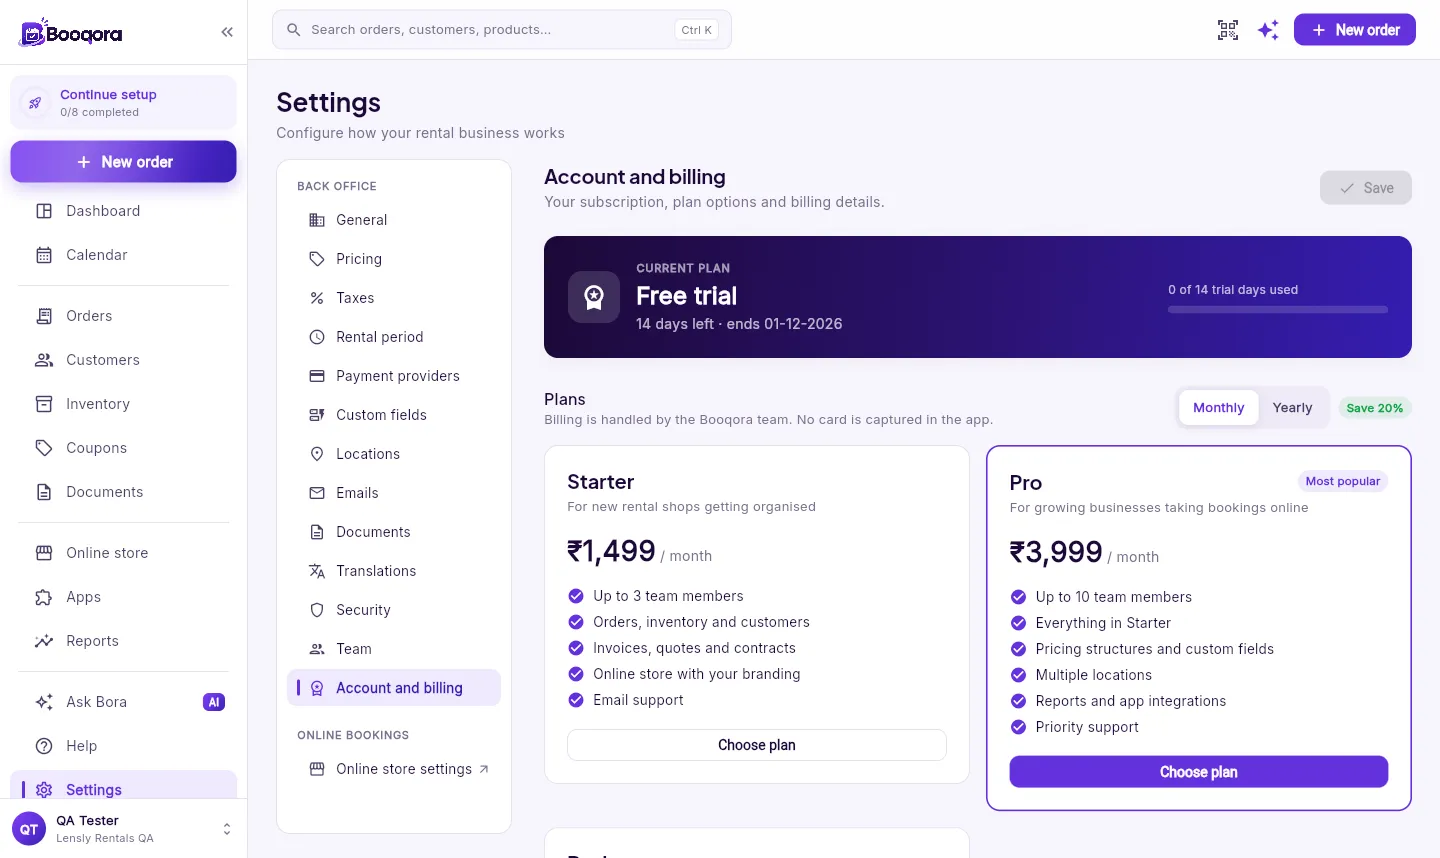 Booqora
Search orders, customers, products...
Ctrl K
New order
Continue setup
0/8 completed
New order
Dashboard
Calendar
Orders
Customers
Inventory
Coupons
Documents
Online store
Apps
Reports
Ask Bora
AI
Help
Settings
QT
QA Tester
Lensly Rentals QA
Settings
Configure how your rental business works
BACK OFFICE
General
Pricing
Taxes
Rental period
Payment providers
Custom fields
Locations
Emails
Documents
Translations
Security
Team
Account and billing
ONLINE BOOKINGS
Online store settings
Account and billing
Your subscription, plan options and billing details.
Save
CURRENT PLAN
Free trial
14 days left · ends 01-12-2026
0 of 14 trial days used
Plans
Billing is handled by the Booqora team. No card is captured in the app.
Monthly
Yearly
Save 20%
Starter
For new rental shops getting organised
₹1,499 / month
Up to 3 team members
Orders, inventory and customers
Invoices, quotes and contracts
Online store with your branding
Email support
Choose plan
Pro
Most popular
For growing businesses taking bookings online
₹3,999 / month
Up to 10 team members
Everything in Starter
Pricing structures and custom fields
Multiple locations
Reports and app integrations
Priority support
Choose plan